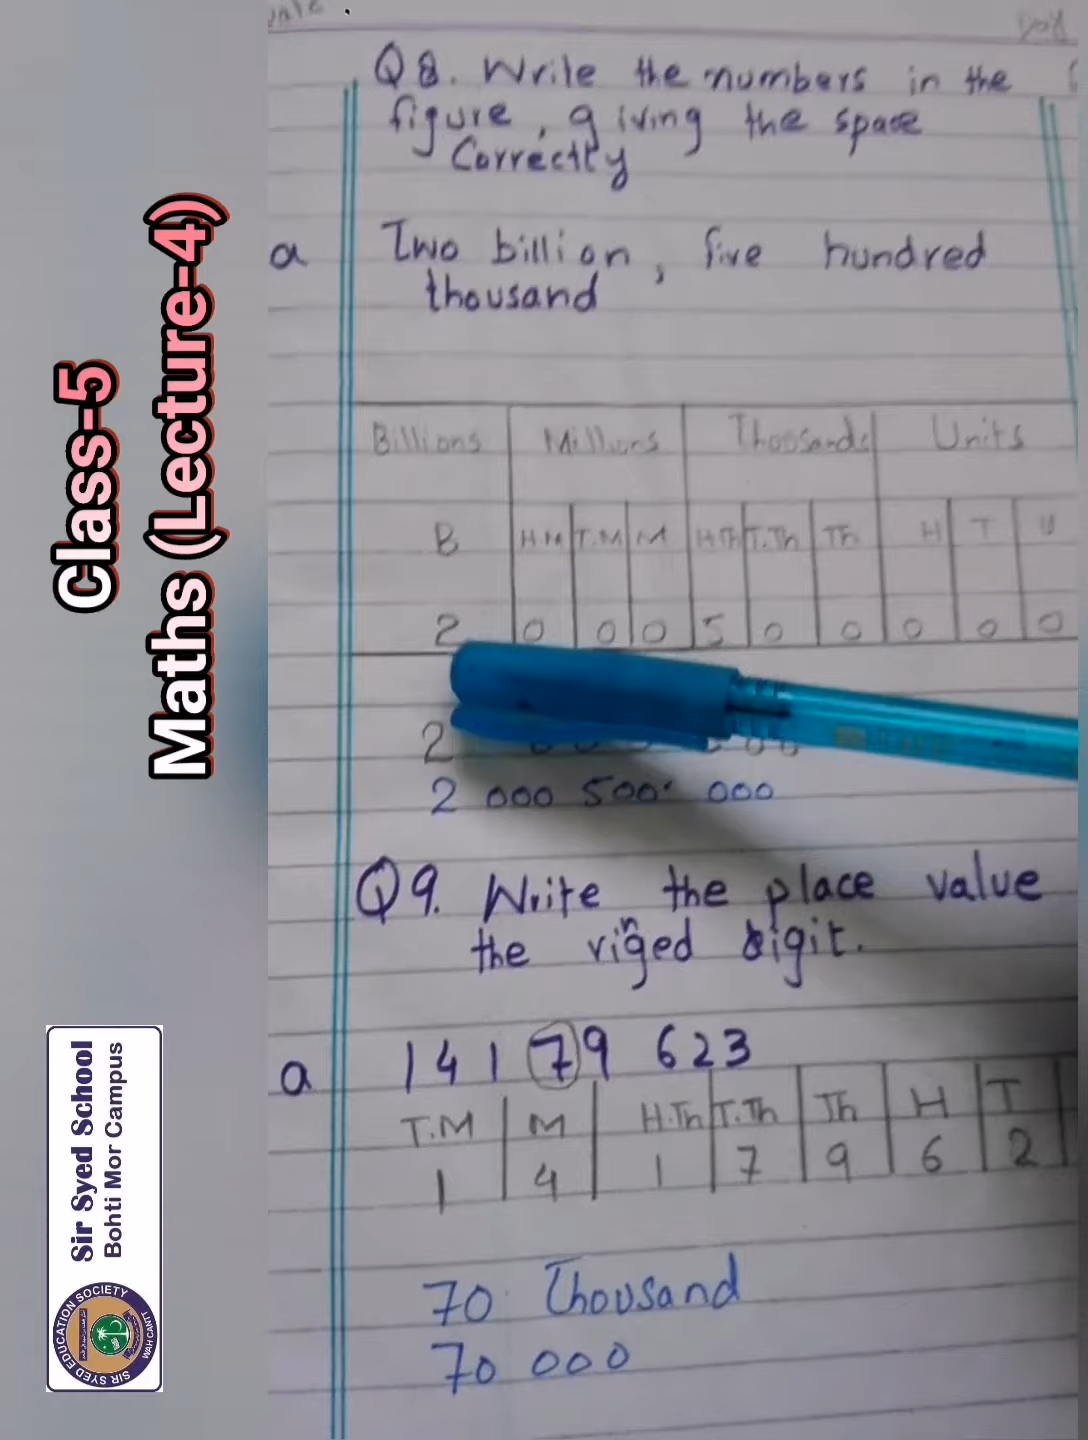 Class-5
Maths (Lecture-4)
Sir Syed School
Bohti Mor Campus
SIR SYED EDUCATION SOCIETY
WAH CANTT
Q8. Write the numbers in the
figure, giving the space
Correctly
a Two billion, five hundred
thousand
Billions Millions Thousands Units
B H.M T.M M H.Th T.Th Th H T U
2 0 0 0 5 0 0 0 0 0
2
2 000 500 000
Q9. Write the place value
the ringed digit.
a 141 79 623
T.M M H.Th T.Th Th H T
1 4 1 7 9 6 2
70 Thousand
70 000